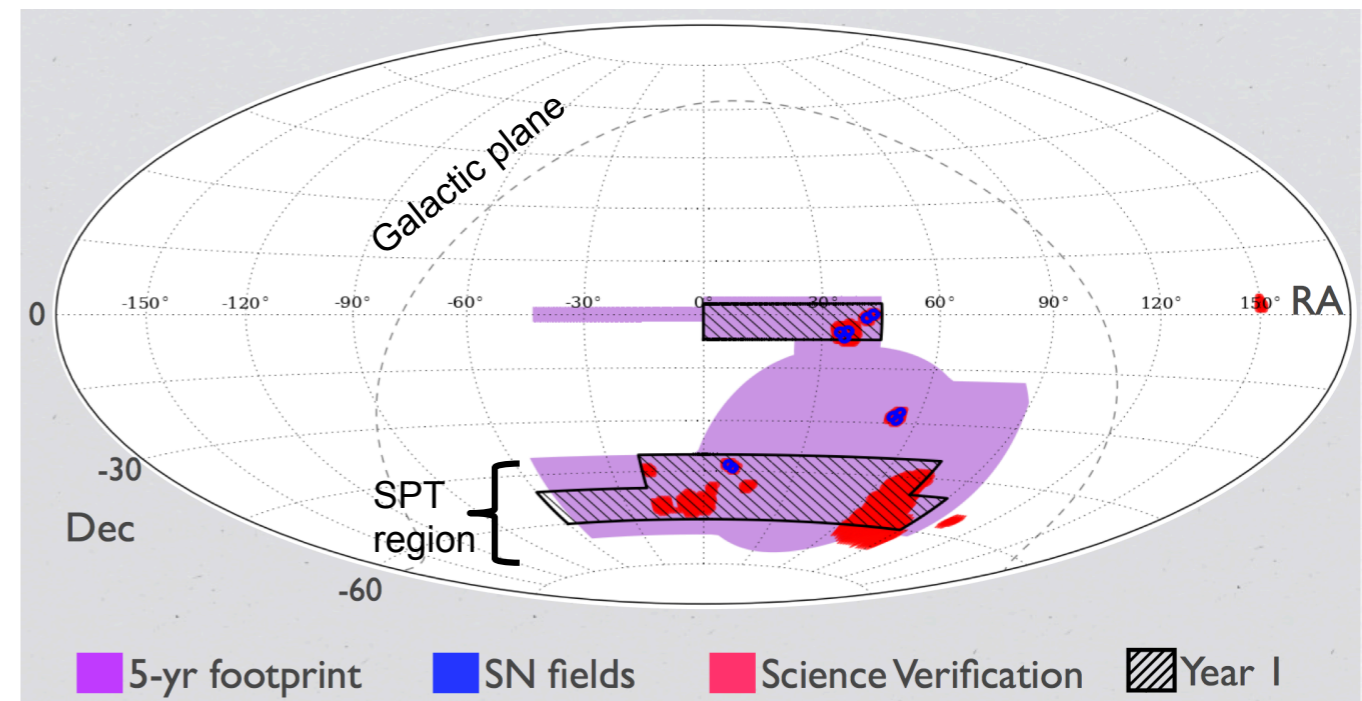 Galactic plane
0
-150°
-120°
-90°
-60°
-30°
0°
30°
60°
90°
120°
150°
RA
-30
SPT
region
Dec
-60
5-yr footprint
SN fields
Science Verification
Year 1